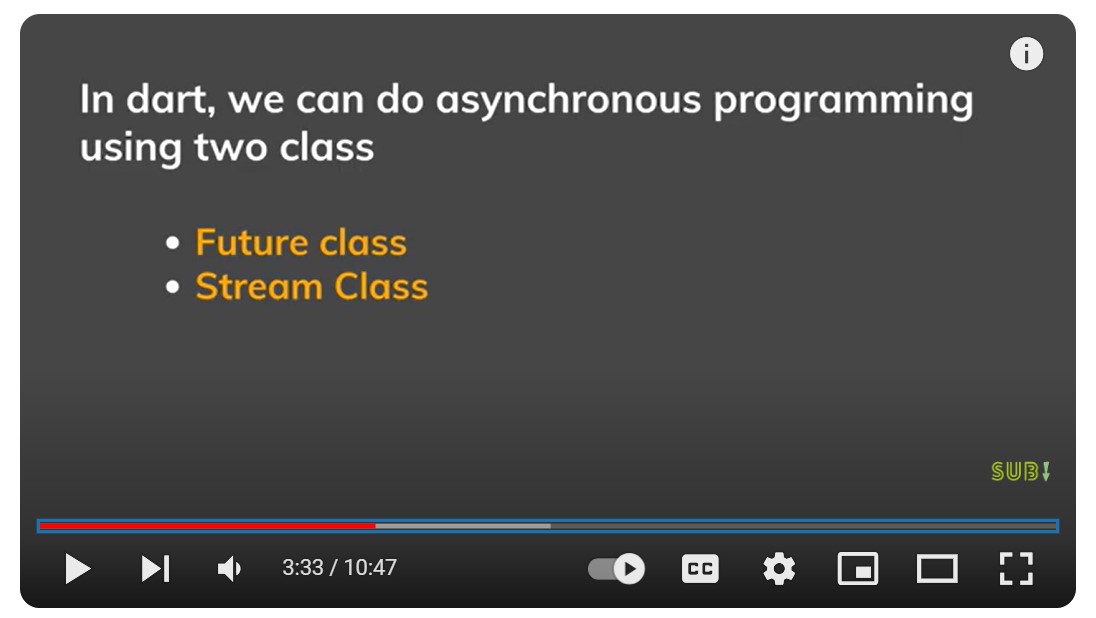 In dart, we can do asynchronous programming
using two class
• Future class
• Stream Class
SUB!
3:33 / 10:47
CC